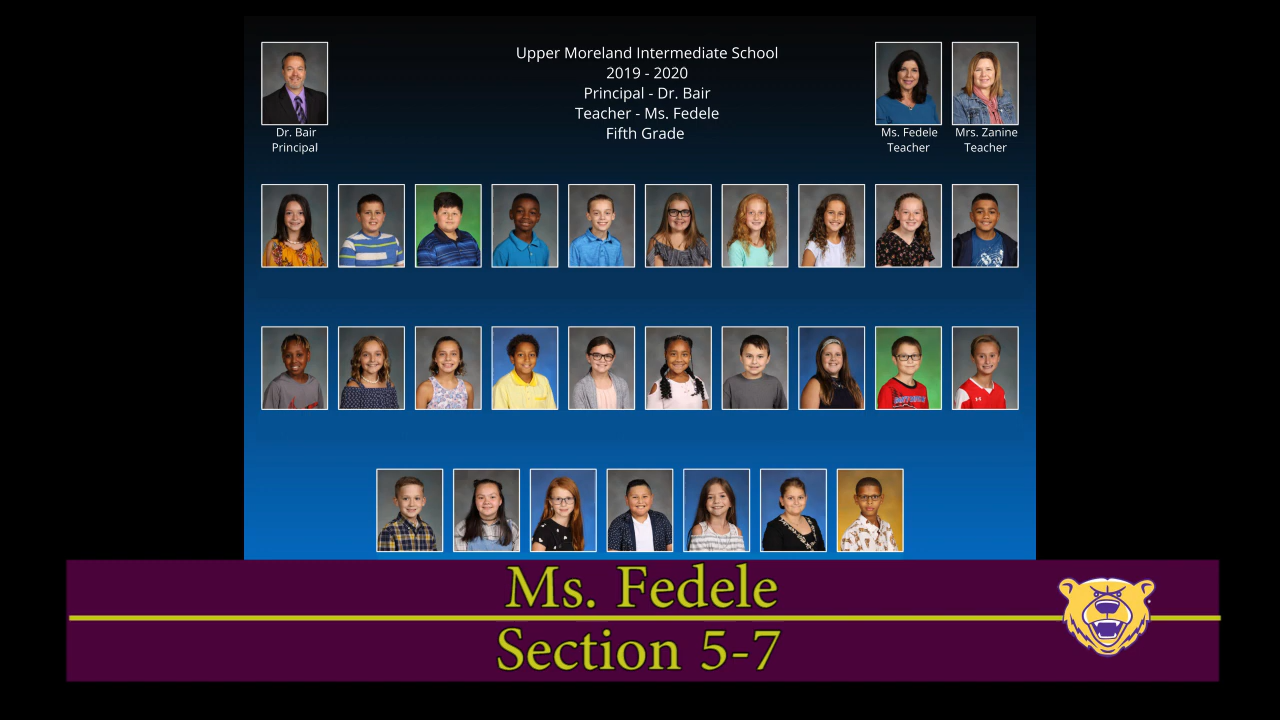 Upper Moreland Intermediate School
2019 - 2020
Principal - Dr. Bair
Teacher - Ms. Fedele
Fifth Grade
Dr. Bair
Principal
Ms. Fedele
Teacher
Mrs. Zanine
Teacher
Ms. Fedele
Section 5-7